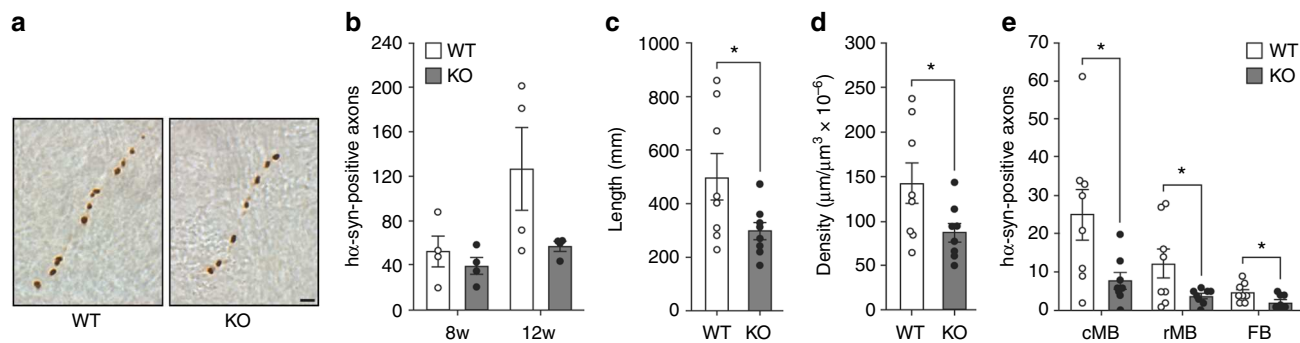 a
WT
KO
b
hα-syn-positive axons
240
200
160
120
80
40
0
WT
KO
8w
12w
c
Length (mm)
1000
800
600
400
200
0
*
WT
KO
d
Density (μm/μm³ × 10⁻⁶)
300
250
200
150
100
50
0
*
WT
KO
e
hα-syn-positive axons
70
60
50
40
30
20
10
0
*
*
*
WT
KO
cMB
rMB
FB